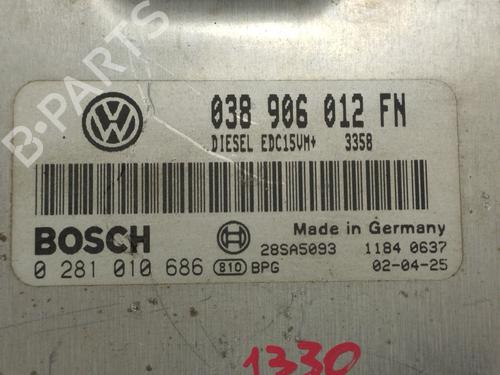 038 906 012 FN
DIESEL EDC15VM+ 3358
BOSCH
Made in Germany
28SA5093 1184 0637
0 281 010 686 810 BPG 02-04-25
1330